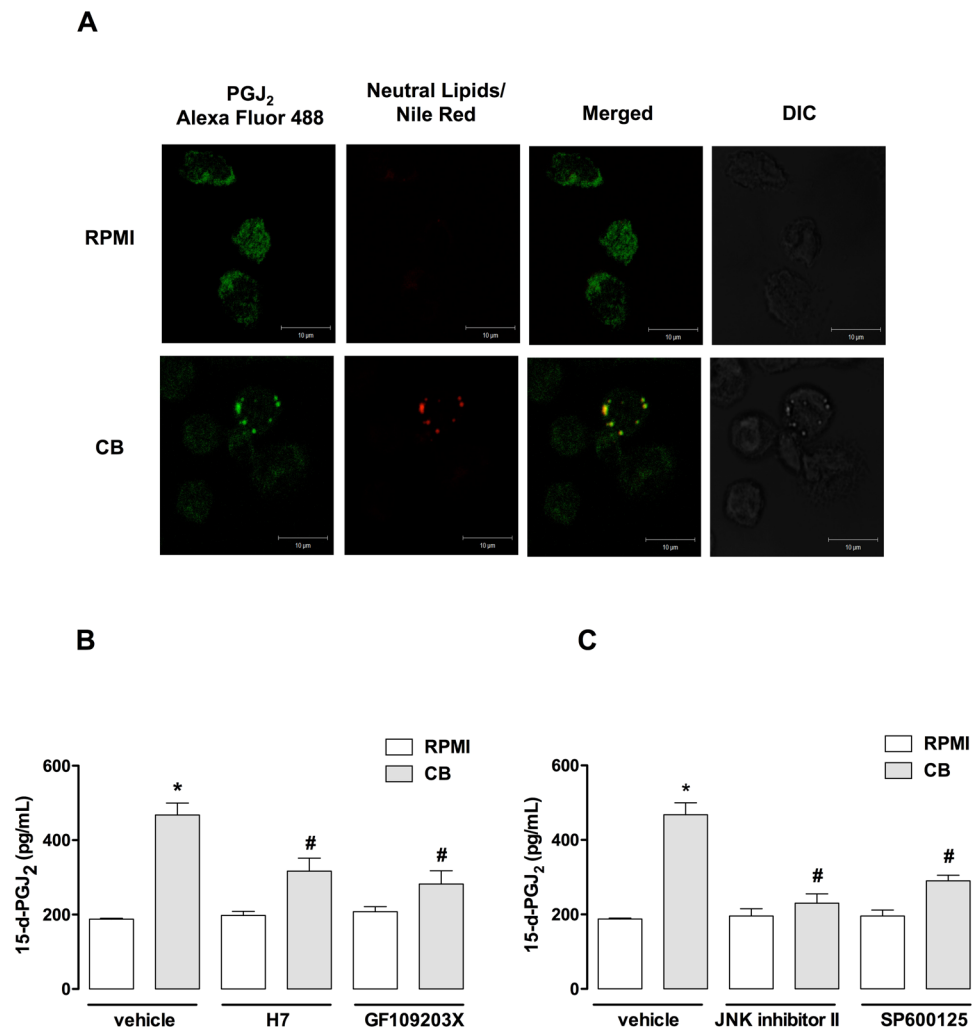 A
PGJ2
Alexa Fluor 488
Neutral Lipids/
Nile Red
Merged
DIC
RPMI
10 µm
10 µm
10 µm
10 µm
CB
10 µm
10 µm
10 µm
10 µm
B
RPMI
CB
15-d-PGJ2 (pg/mL)
600
400
200
0
*
#
#
vehicle
H7
GF109203X
C
RPMI
CB
15-d-PGJ2 (pg/mL)
600
400
200
0
*
#
#
vehicle
JNK inhibitor II
SP600125